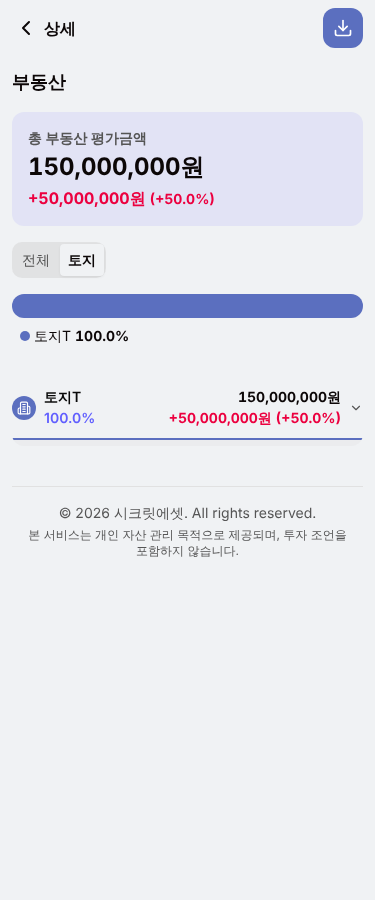 상세
부동산
총 부동산 평가금액
150,000,000원
+50,000,000원 (+50.0%)
전체 토지
토지T 100.0%
토지T 150,000,000원
100.0% +50,000,000원 (+50.0%)
© 2026 시크릿에셋. All rights reserved.
본 서비스는 개인 자산 관리 목적으로 제공되며, 투자 조언을
포함하지 않습니다.